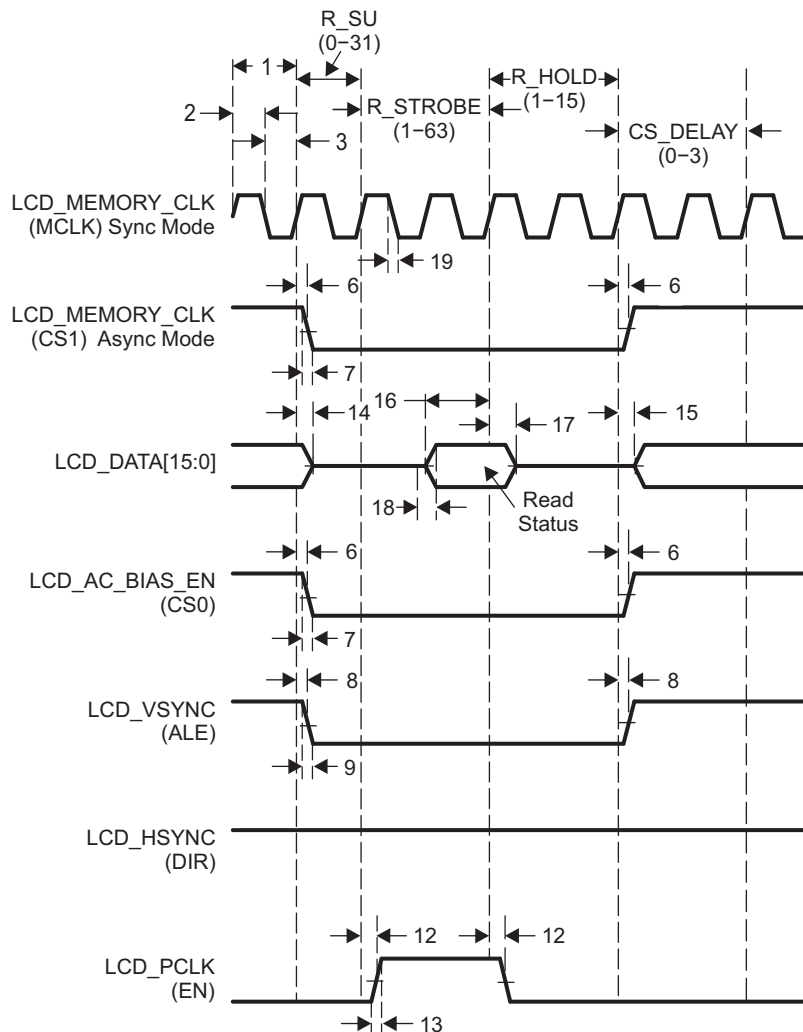 R_SU
(0−31)
1
R_HOLD
(1−15)
2
R_STROBE
(1−63)
3
CS_DELAY
(0−3)
LCD_MEMORY_CLK
(MCLK) Sync Mode
19
6
6
LCD_MEMORY_CLK
(CS1) Async Mode
7
16
14
17
15
LCD_DATA[15:0]
18
Read
Status
6
6
LCD_AC_BIAS_EN
(CS0)
7
8
8
LCD_VSYNC
(ALE)
9
LCD_HSYNC
(DIR)
12
12
LCD_PCLK
(EN)
13